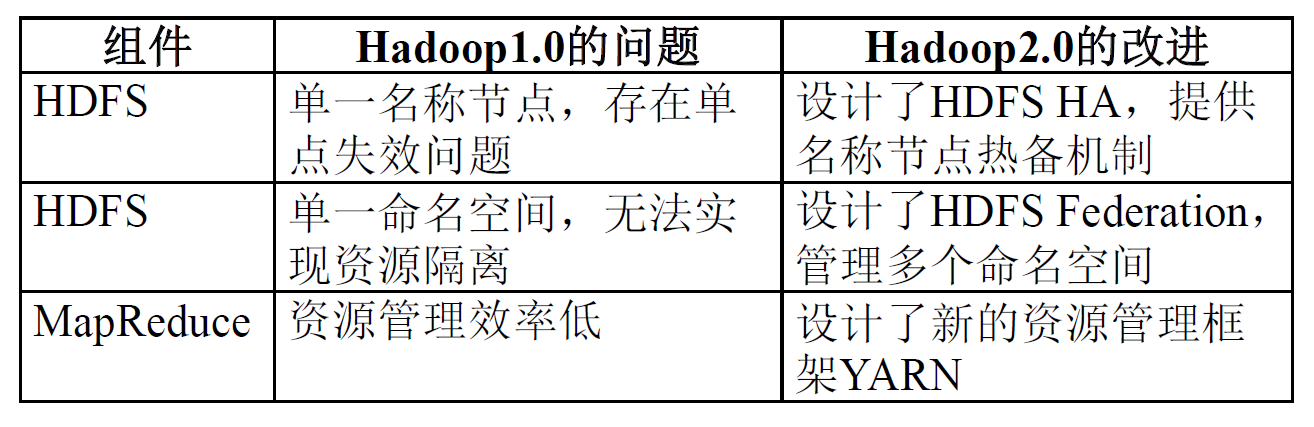 组件
Hadoop1.0的问题
Hadoop2.0的改进
HDFS
单一名称节点，存在单
点失效问题
设计了HDFS HA，提供
名称节点热备机制
HDFS
单一命名空间，无法实
现资源隔离
设计了HDFS Federation，
管理多个命名空间
MapReduce
资源管理效率低
设计了新的资源管理框
架YARN